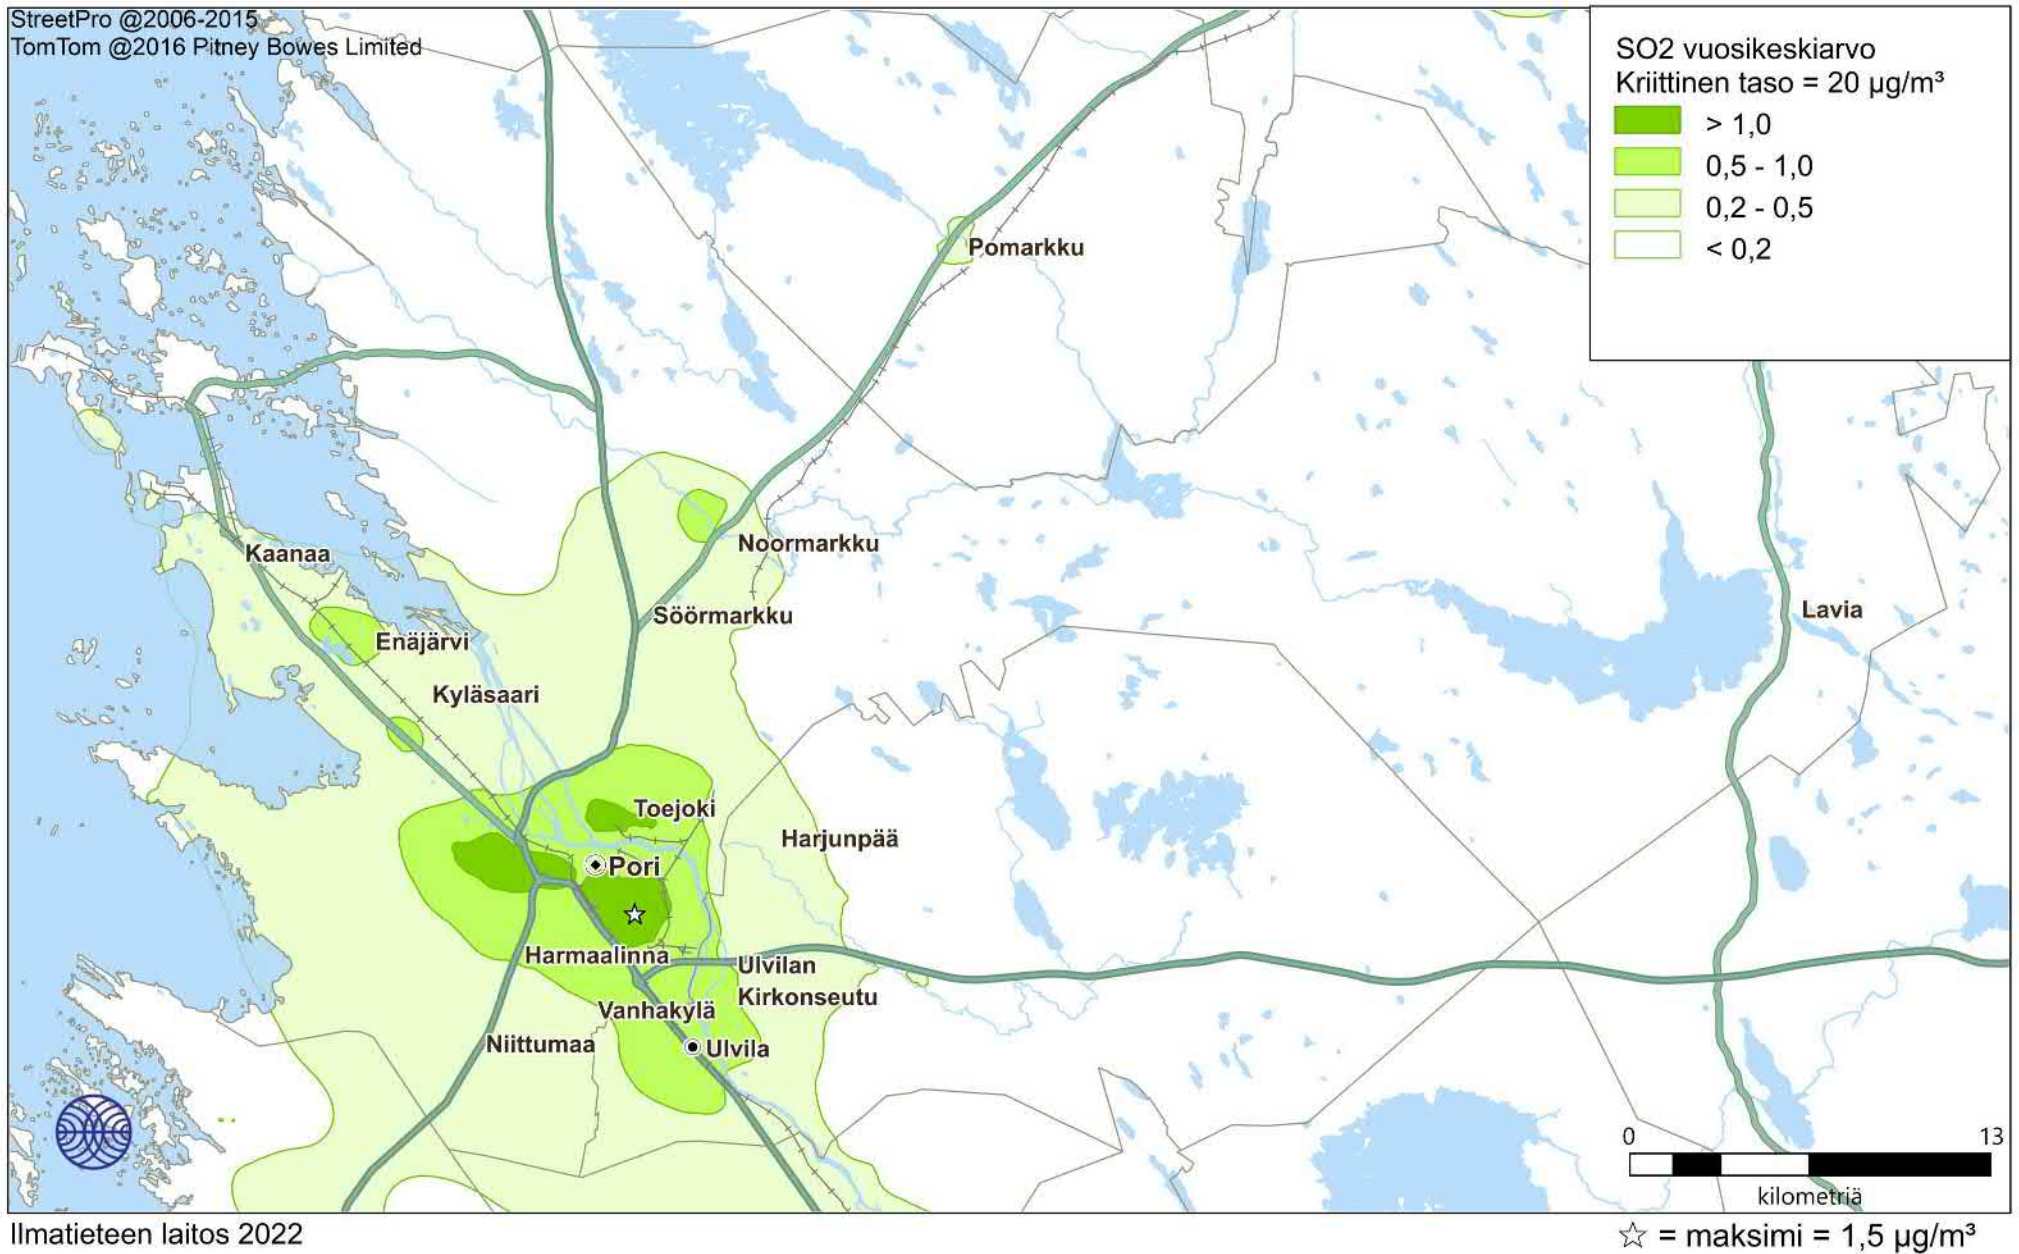 StreetPro @2006-2015
TomTom @2016 Pitney Bowes Limited
SO2 vuosikeskiarvo
Kriittinen taso = 20 µg/m³
> 1,0
0,5 - 1,0
0,2 - 0,5
< 0,2
Pomarkku
Kaanaa
Noormarkku
Söörmarkku
Lavia
Enäjärvi
Kyläsaari
Toejoki
Harjunpää
Pori
Harmaalinna
Ulvilan
Kirkonseutu
Vanhakylä
Niittumaa
Ulvila
0 13
kilometriä
Ilmatieteen laitos 2022
☆ = maksimi = 1,5 µg/m³